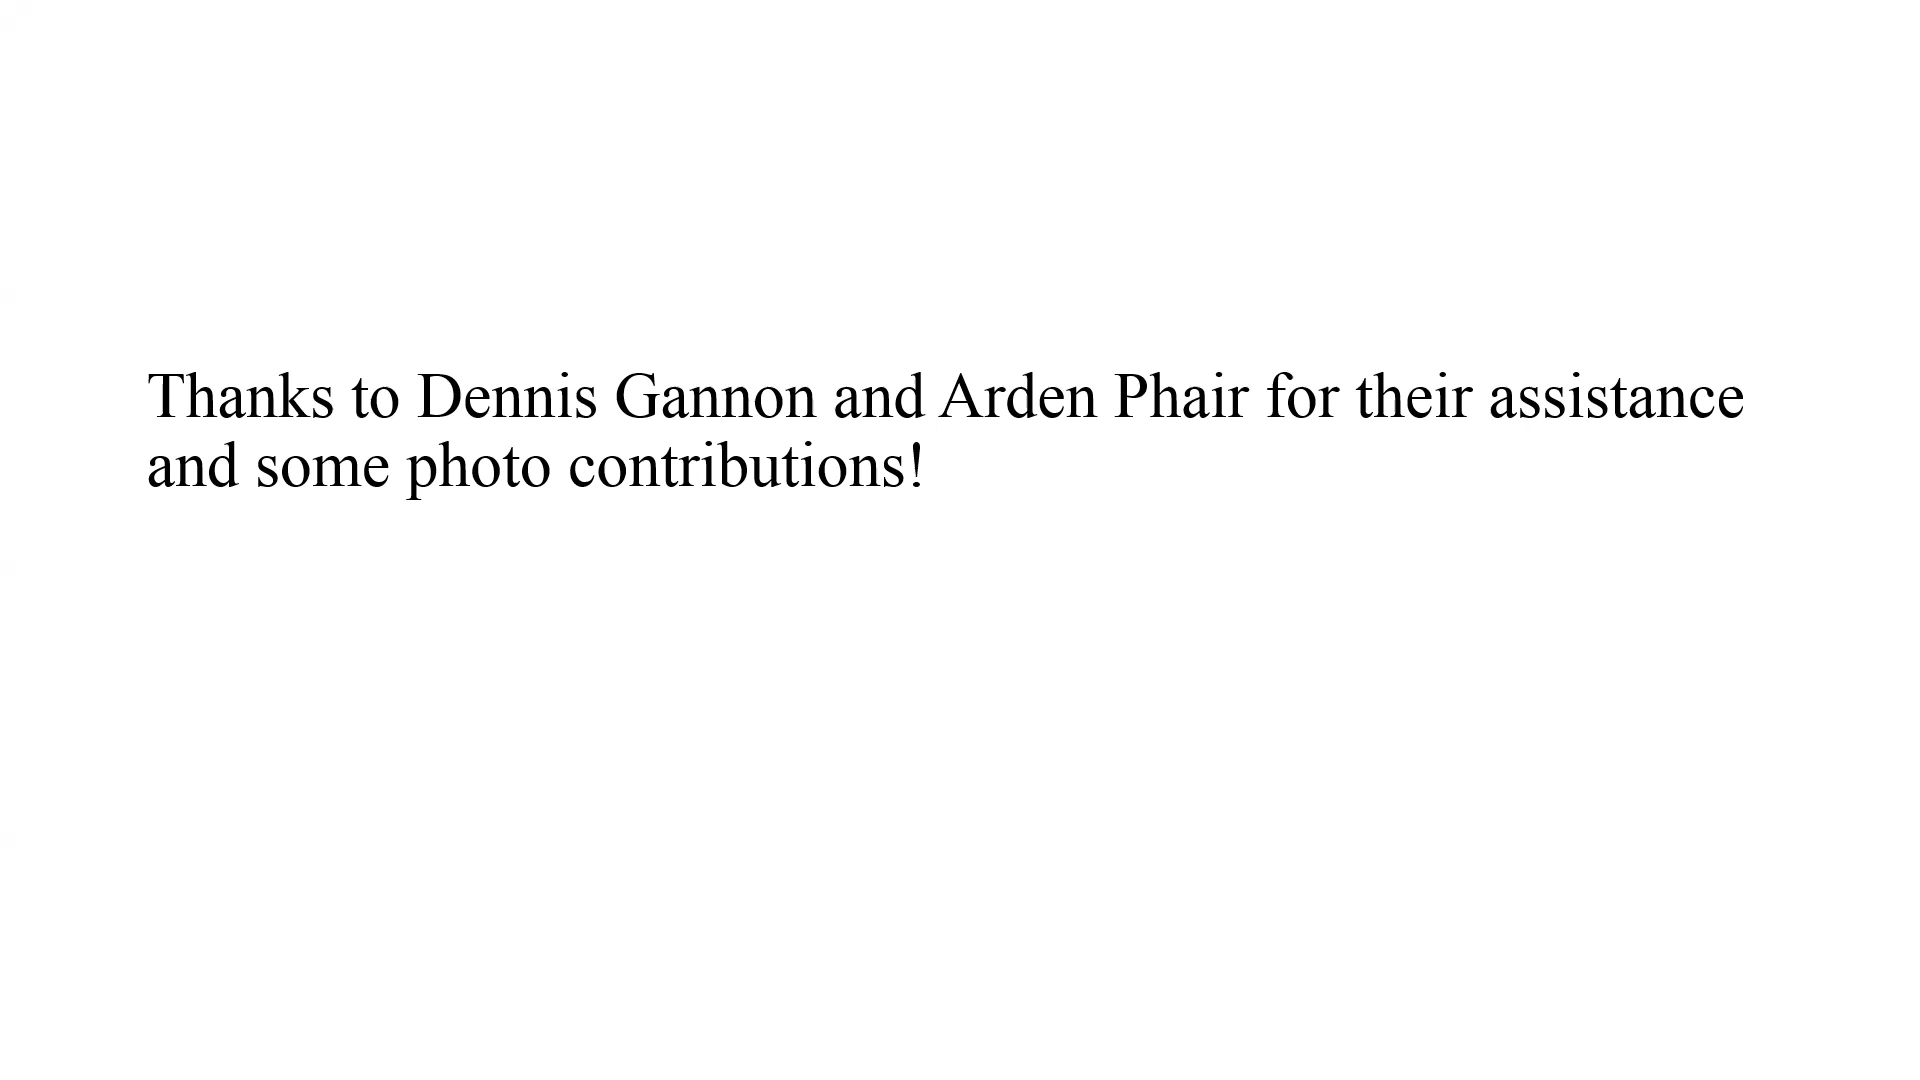 Thanks to Dennis Gannon and Arden Phair for their assistance
and some photo contributions!